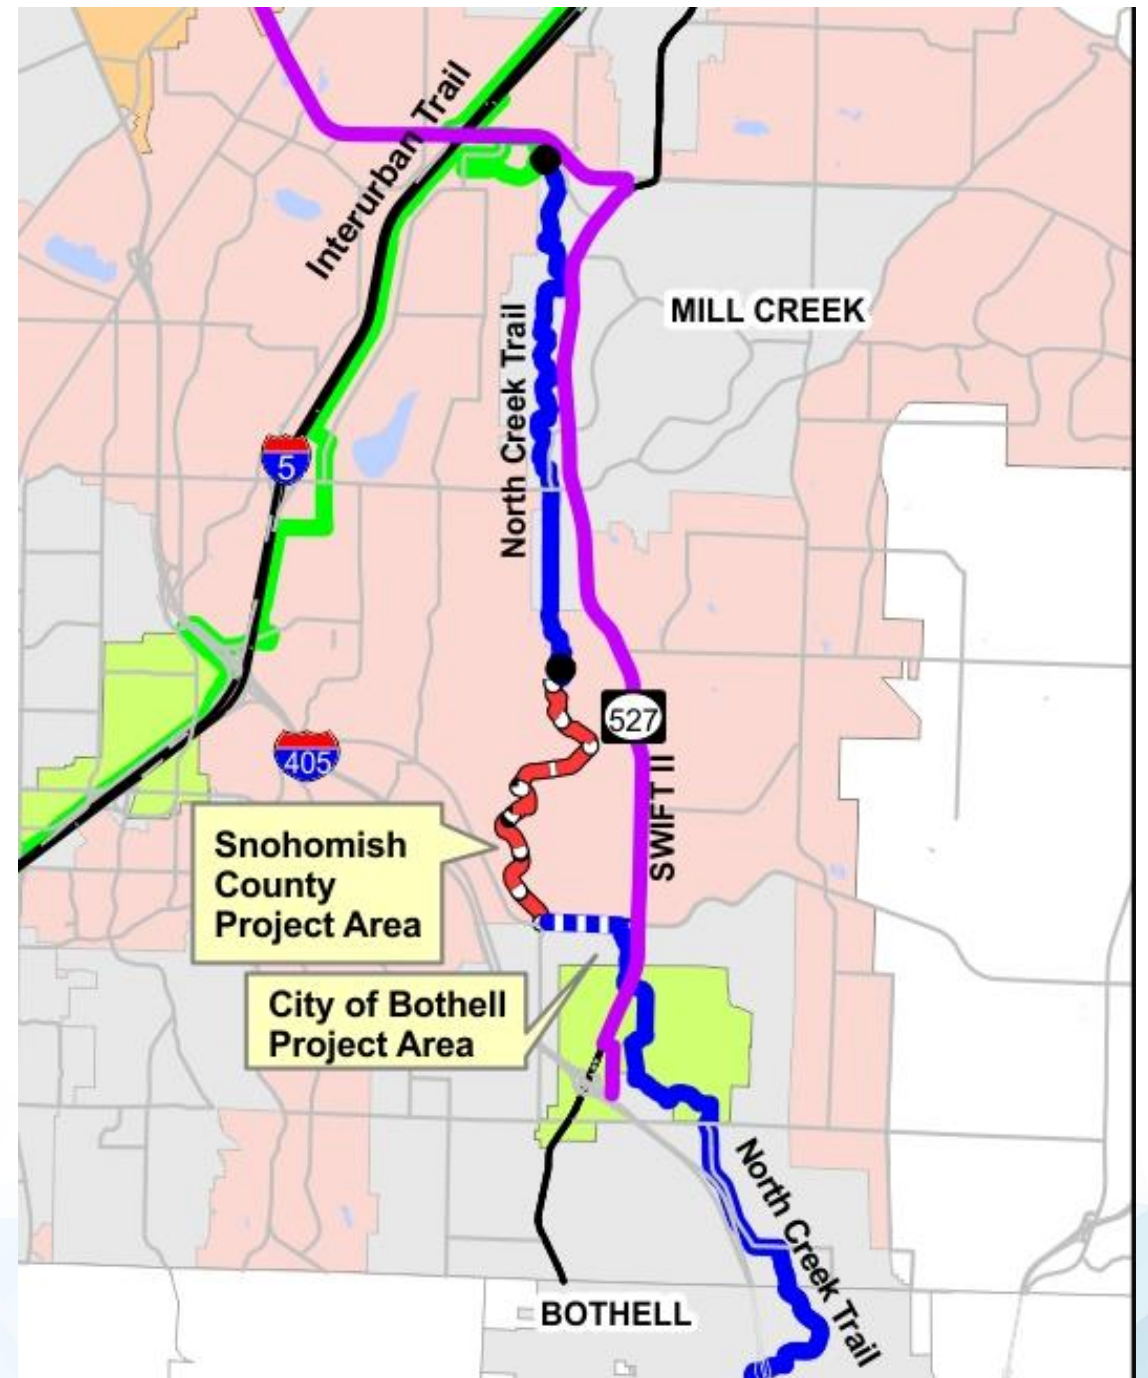 Interurban Trail
MILL CREEK
North Creek Trail
5
527
405
SWIFT II
Snohomish
County
Project Area
City of Bothell
Project Area
North Creek Trail
BOTHELL